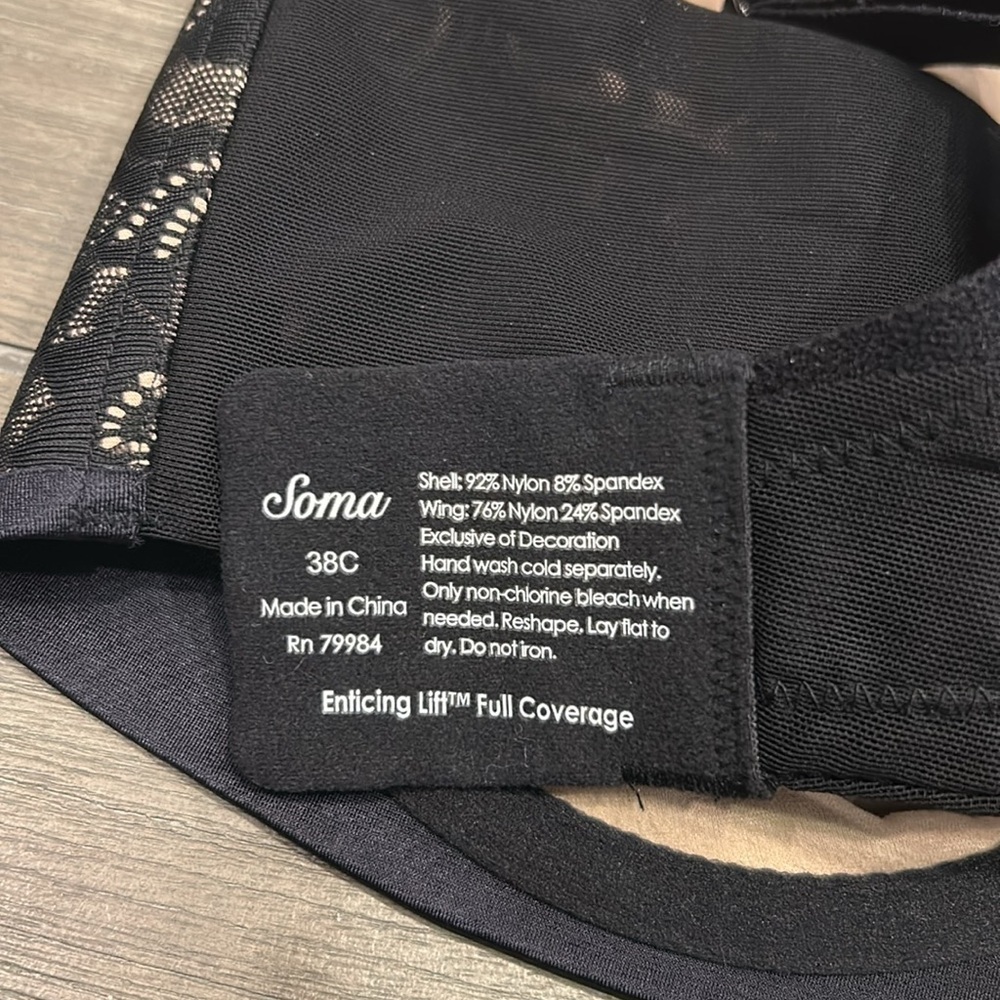 Soma
38C
Made in China
Rn 79984
Shell: 92% Nylon 8% Spandex
Wing: 76% Nylon 24% Spandex
Exclusive of Decoration
Hand wash cold separately.
Only non-chlorine bleach when
needed. Reshape. Lay flat to
dry. Do not iron.
Enticing Lift™ Full Coverage